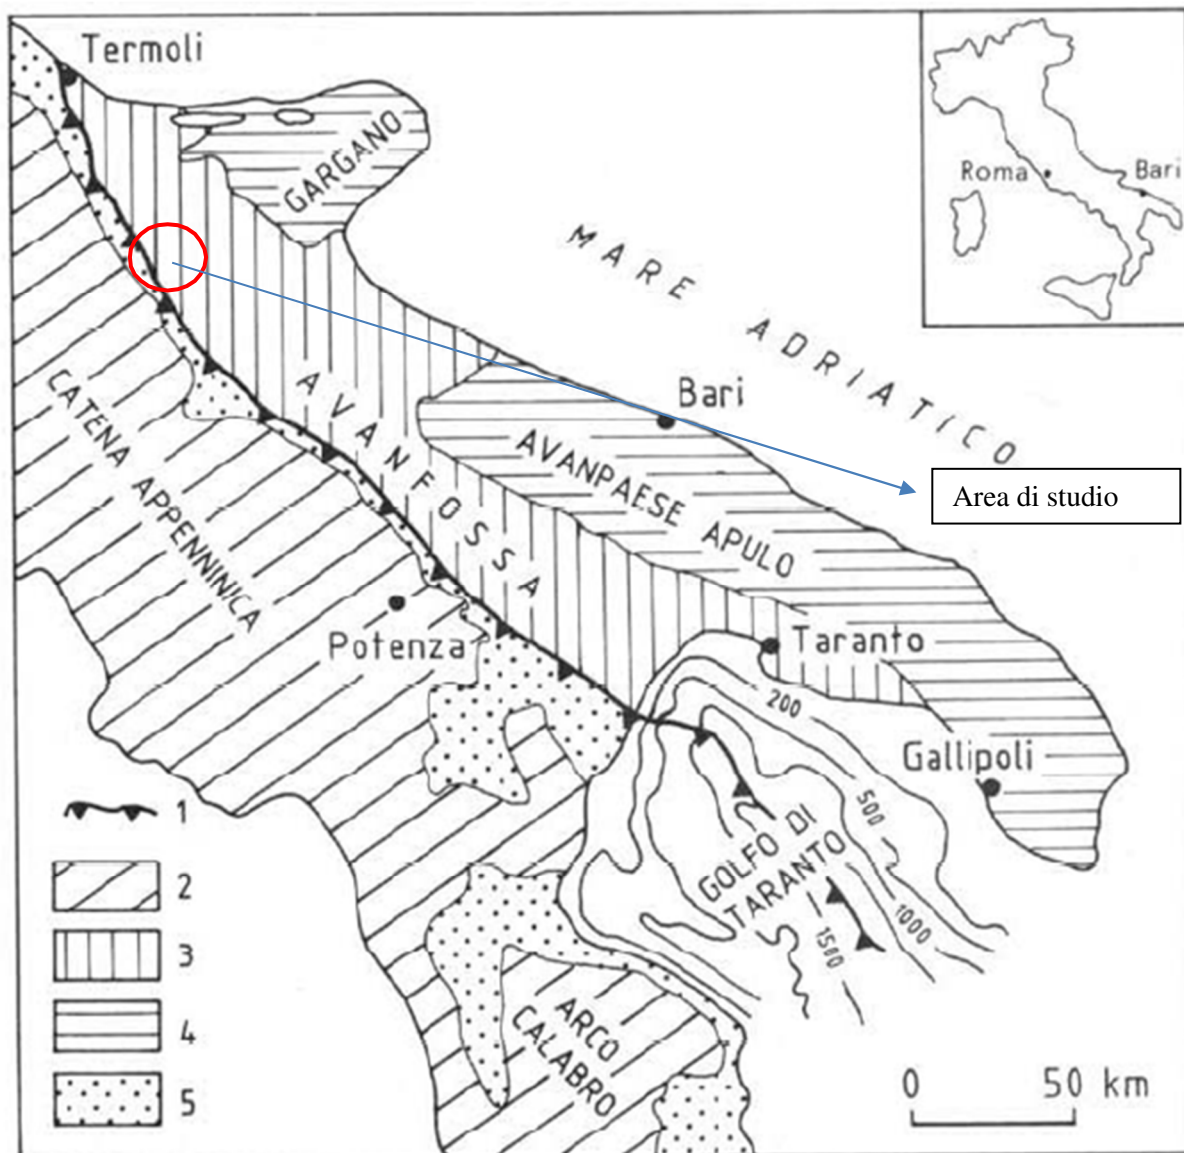 Termoli
GARGANO
Roma
Bari
MARE ADRIATICO
CATENA APPENNINICA
AVANFOSSA
Bari
AVANPAESE APULO
Area di studio
Potenza
Taranto
200
Gallipoli
500
GOLFO DI
TARANTO
1000
1500
1
2
3
4
5
ARCO
CALABRO
0 50 km